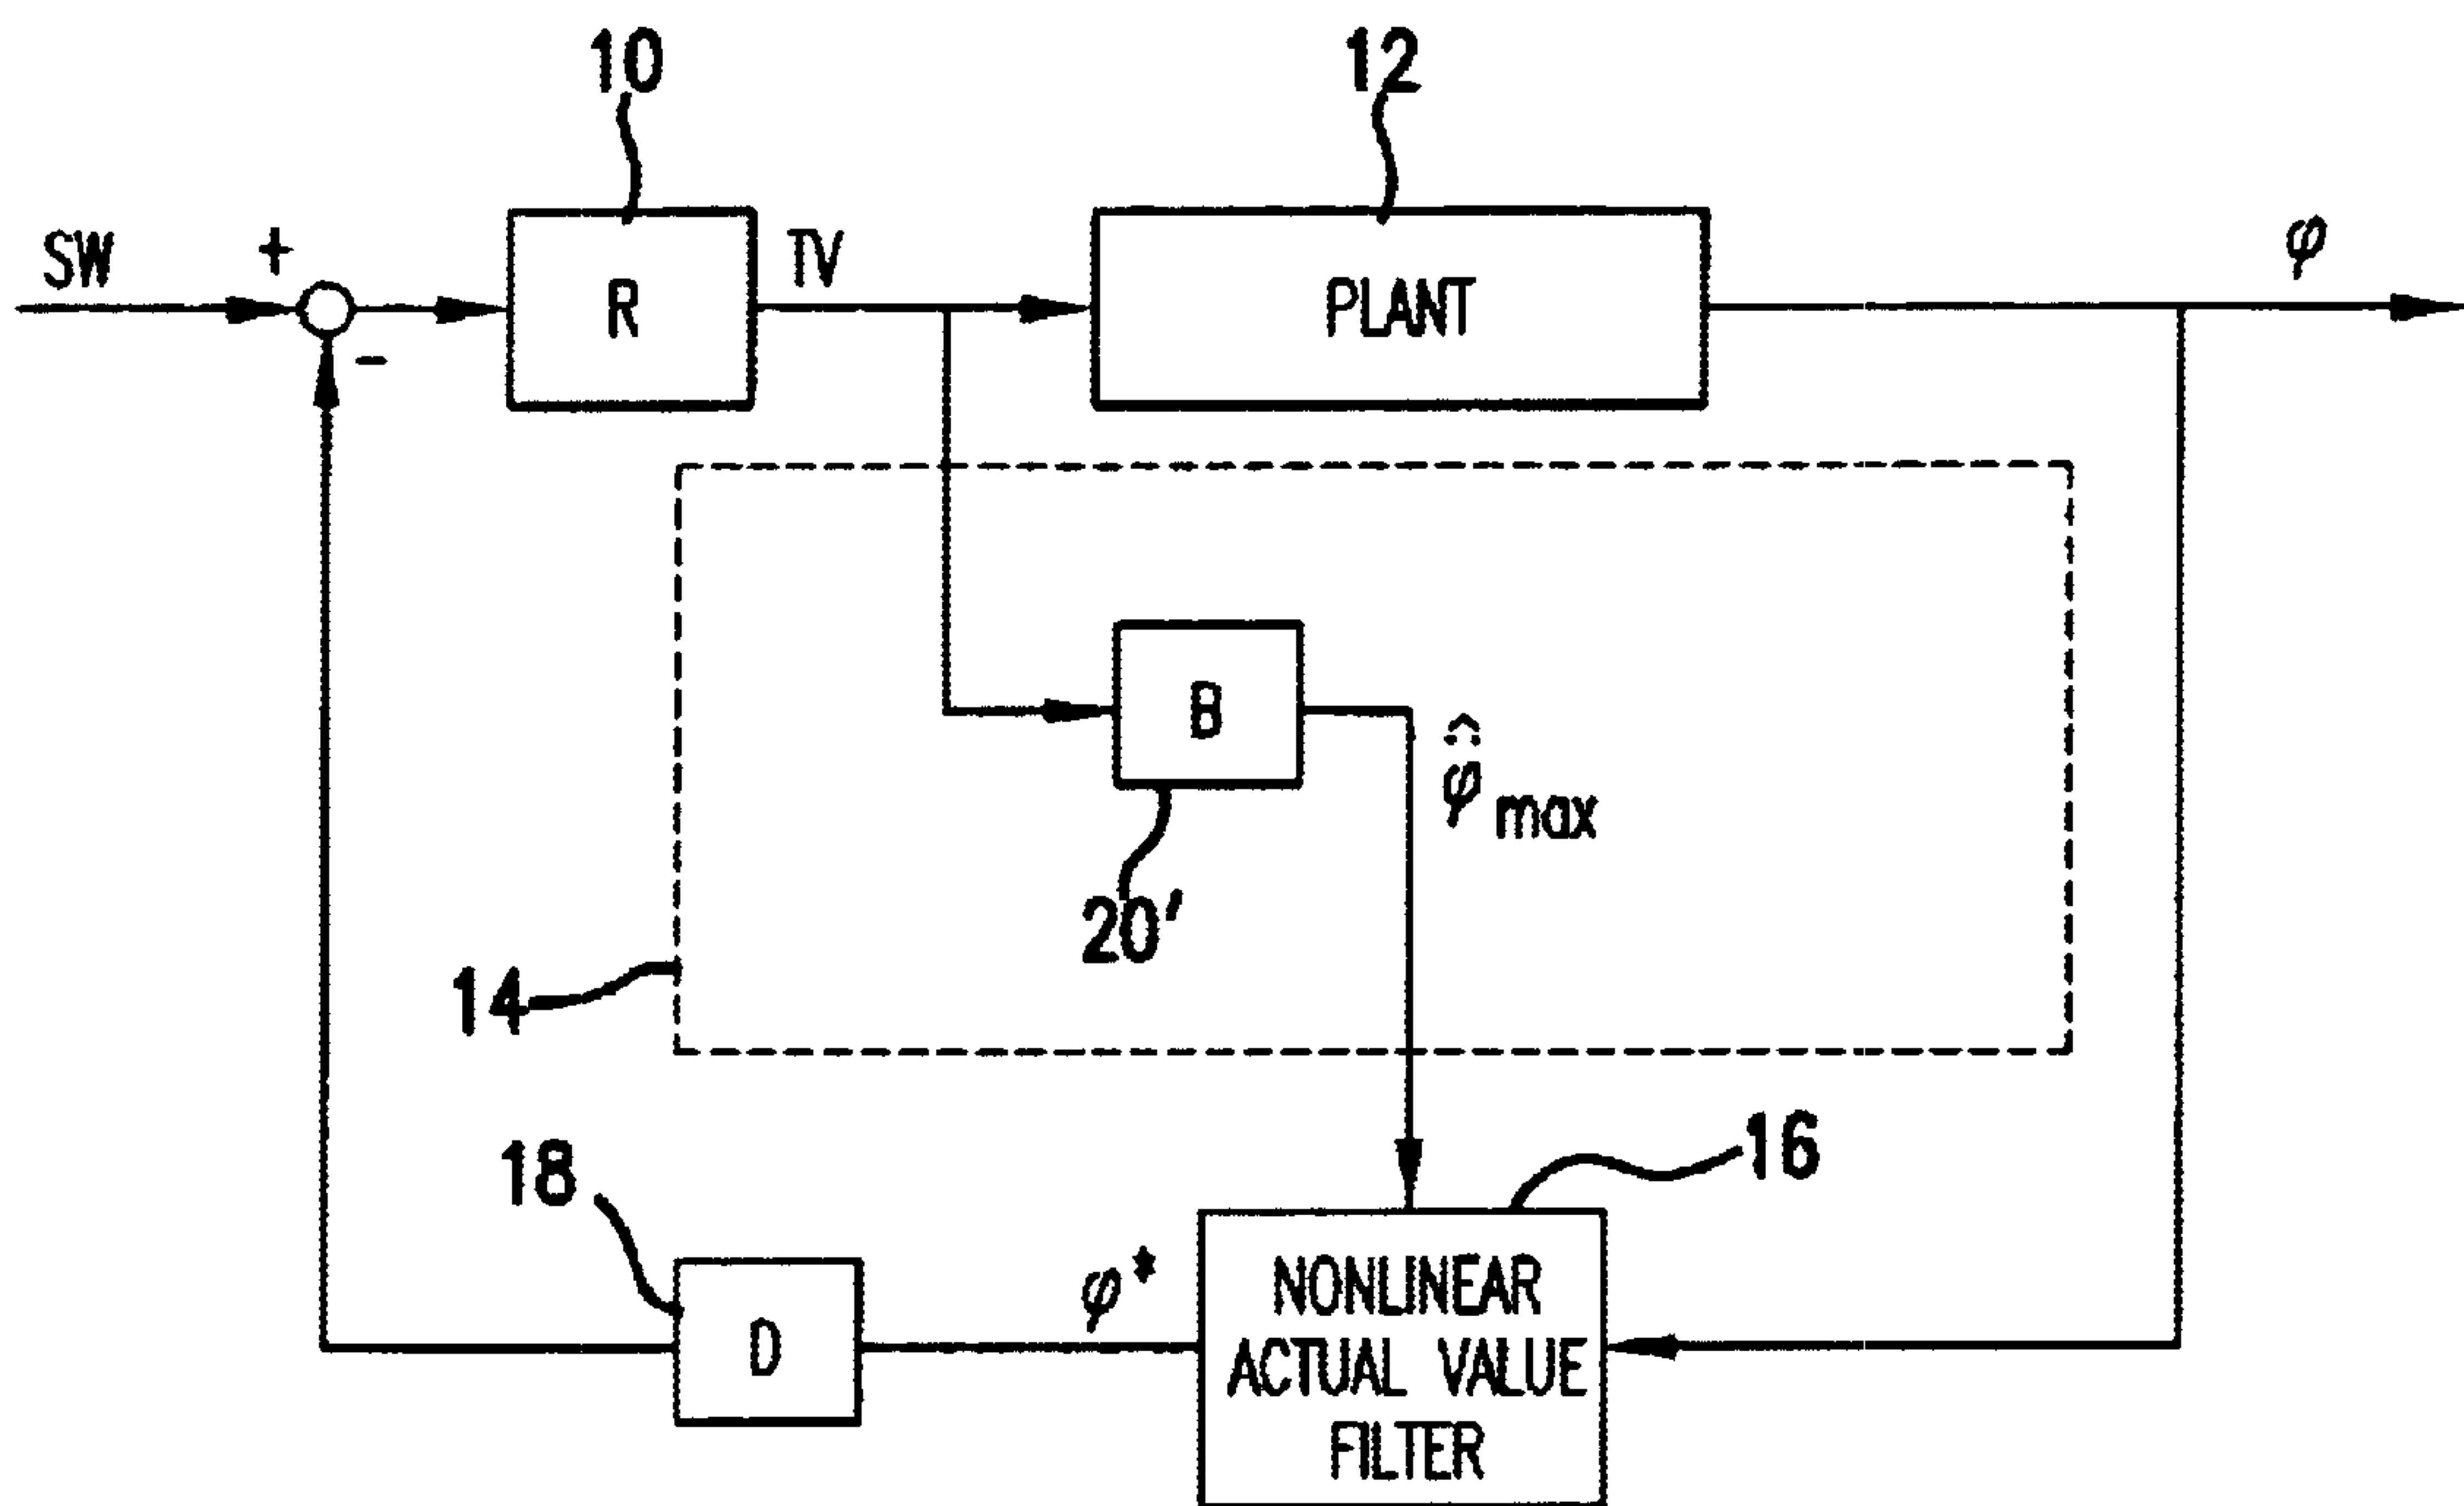 10
12
SW
+
-
R
TV
PLANT
φ
B
φ̂̈max
20'
14
16
18
D
φ*
NONLINEAR
ACTUAL VALUE
FILTER